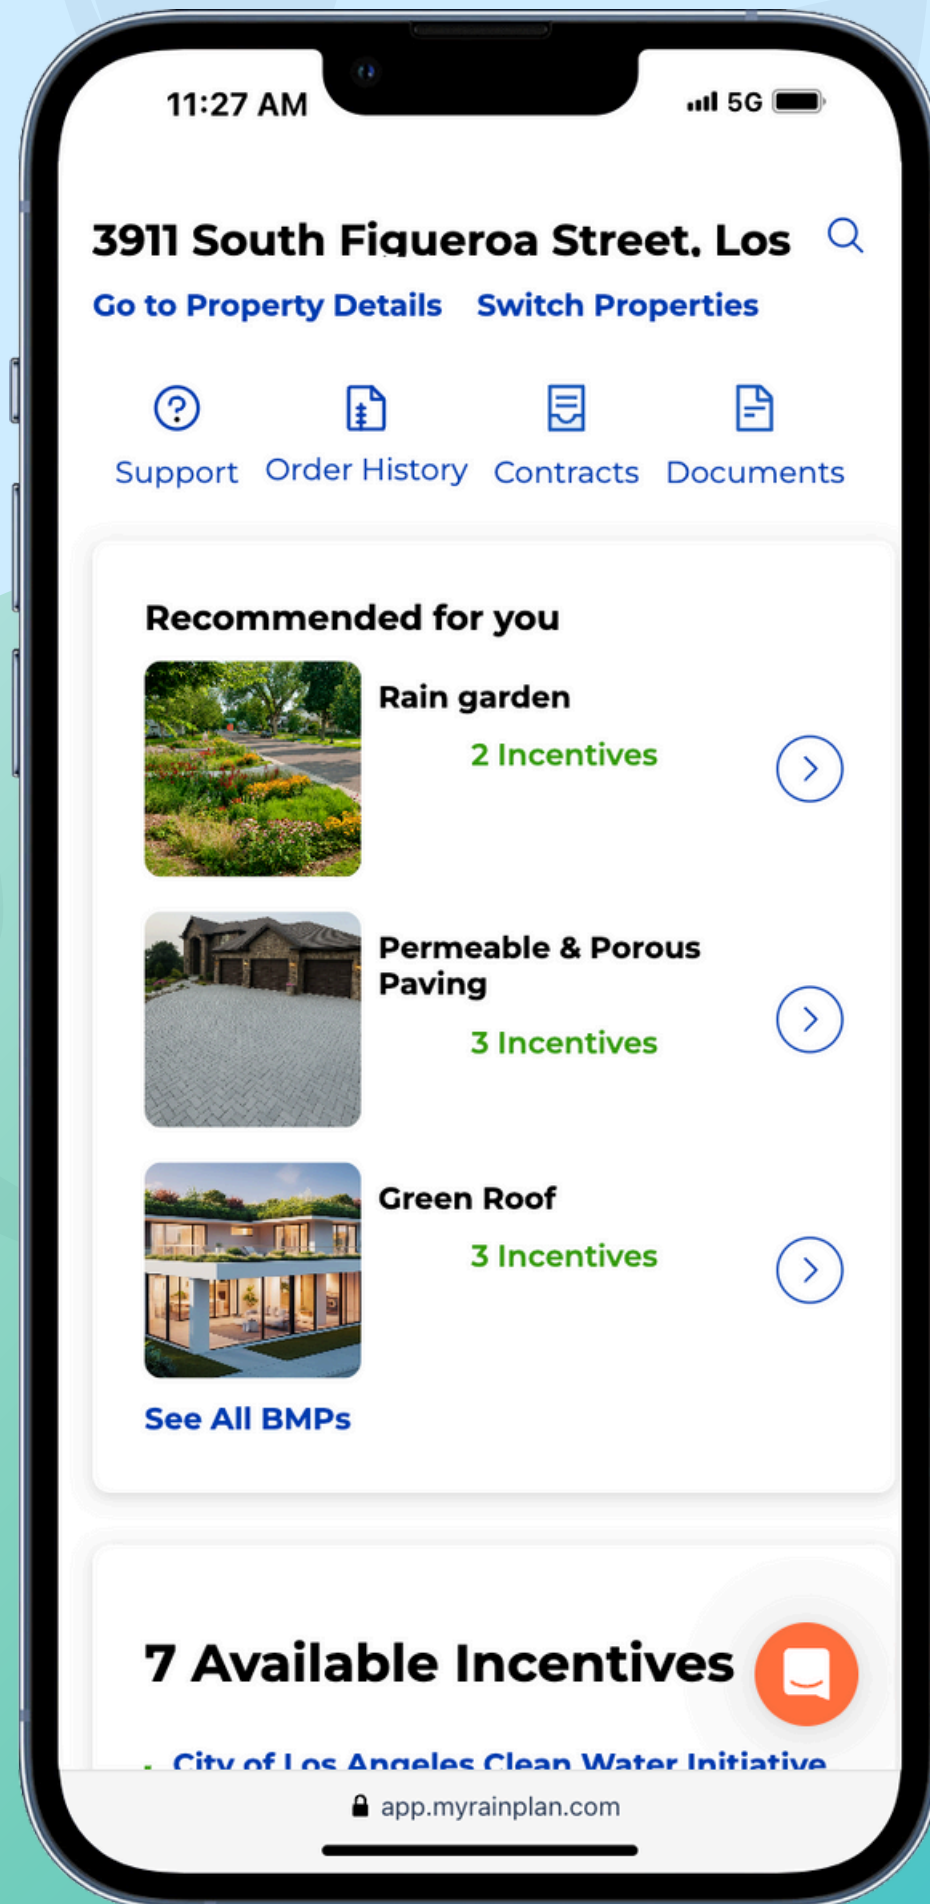 11:27 AM
5G
3911 South Figueroa Street, Los
Go to Property Details Switch Properties
Support Order History Contracts Documents
Recommended for you
Rain garden
2 Incentives
Permeable & Porous
Paving
3 Incentives
Green Roof
3 Incentives
See All BMPs
7 Available Incentives
City of Los Angeles Clean Water Initiative
app.myrainplan.com